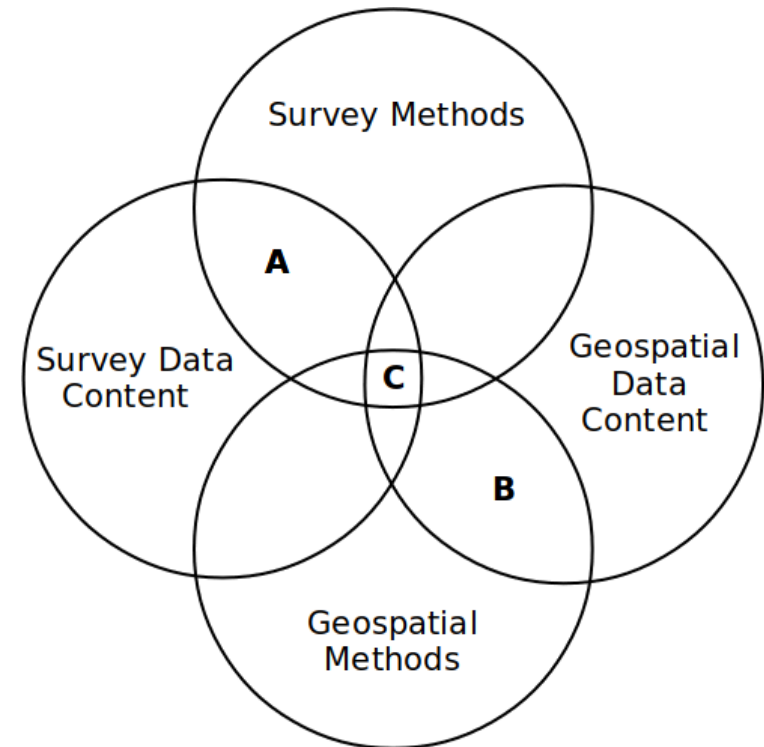 Survey Methods
A
Survey Data
Content
Geospatial
Data
Content
C
B
Geospatial
Methods